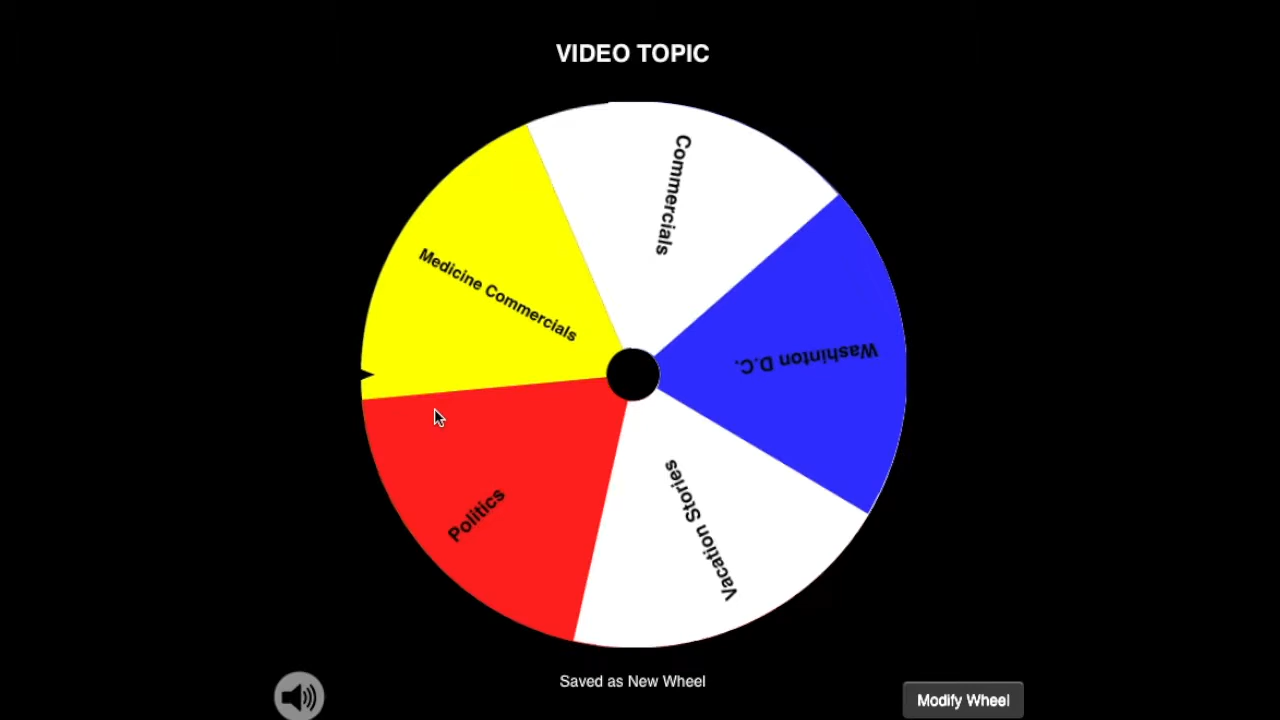 VIDEO TOPIC
Commercials
Medicine Commercials
Washinton D.C.
Politics
Vacation Stories
Saved as New Wheel
Modify Wheel